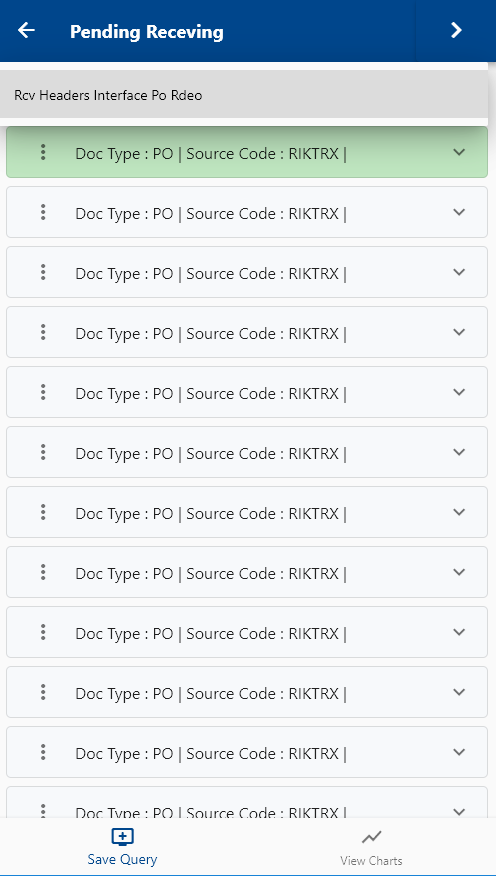 Pending Receving
Rcv Headers Interface Po Rdeo
Doc Type : PO | Source Code : RIKTRX |
Doc Type : PO | Source Code : RIKTRX |
Doc Type : PO | Source Code : RIKTRX |
Doc Type : PO | Source Code : RIKTRX |
Doc Type : PO | Source Code : RIKTRX |
Doc Type : PO | Source Code : RIKTRX |
Doc Type : PO | Source Code : RIKTRX |
Doc Type : PO | Source Code : RIKTRX |
Doc Type : PO | Source Code : RIKTRX |
Doc Type : PO | Source Code : RIKTRX |
Doc Type : PO | Source Code : RIKTRX |
Doc Type : PO | Source Code : RIKTRX |
Save Query
View Charts